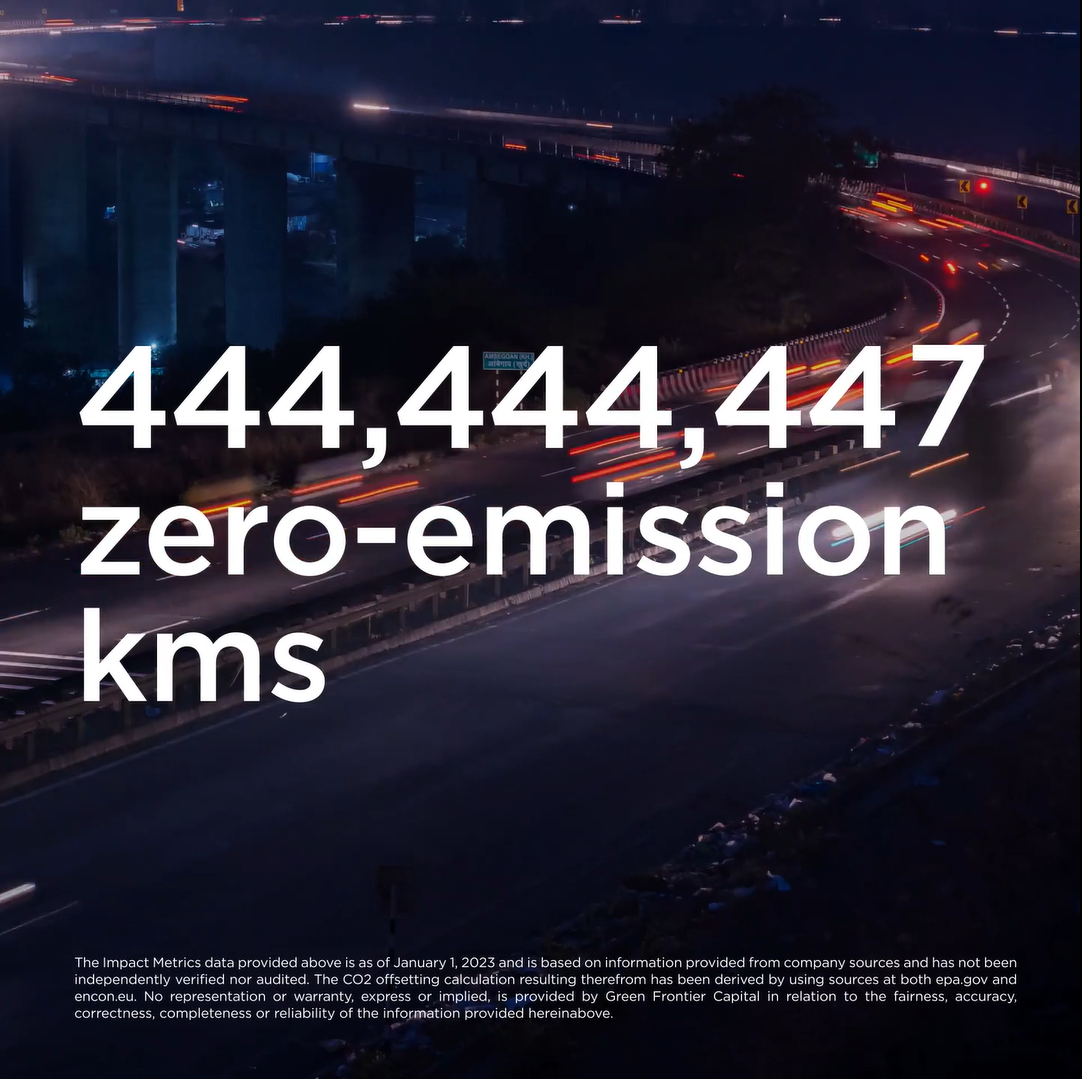 AMBEGOAN (KH.)
आंबेगाव (खुर्द)
444,444,447
zero-emission
kms
The Impact Metrics data provided above is as of January 1, 2023 and is based on information provided from company sources and has not been
independently verified nor audited. The CO2 offsetting calculation resulting therefrom has been derived by using sources at both epa.gov and
encon.eu. No representation or warranty, express or implied, is provided by Green Frontier Capital in relation to the fairness, accuracy,
correctness, completeness or reliability of the information provided hereinabove.